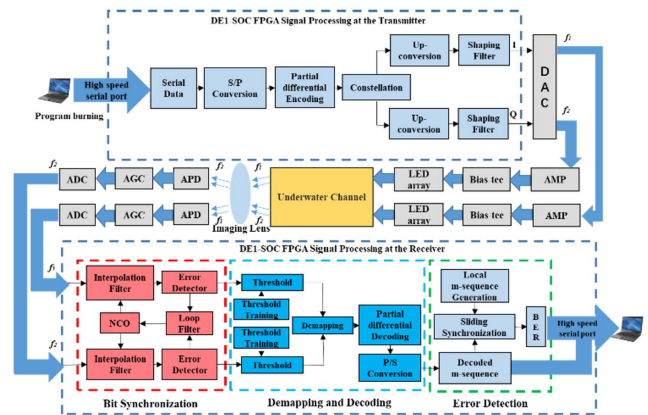 DE1-SOC FPGA Signal Processing at the Transmitter
High speed
serial port
Program burning
Serial
Data
S/P
Conversion
Partial
differential
Encoding
Constellation
Up-
conversion
Shaping
Filter
I
Up-
conversion
Shaping
Filter
Q
DAC
f1
f2
f2
ADC
AGC
APD
f1
f2
Underwater Channel
LED
array
Bias tee
AMP
ADC
AGC
APD
f1
f2
Imaging Lens
LED
array
Bias tee
AMP
DE1-SOC FPGA Signal Processing at the Receiver
f1
Interpolation
Filter
Error
Detector
NCO
Loop
Filter
f2
Interpolation
Filter
Error
Detector
Bit Synchronization
Threshold
Threshold
Training
Threshold
Training
Threshold
Demapping
Partial
differential
Decoding
P/S
Conversion
Demapping and Decoding
Local
m-sequence
Generation
Sliding
Synchronization
Decoded
m-sequence
BER
Error Detection
High speed
serial port